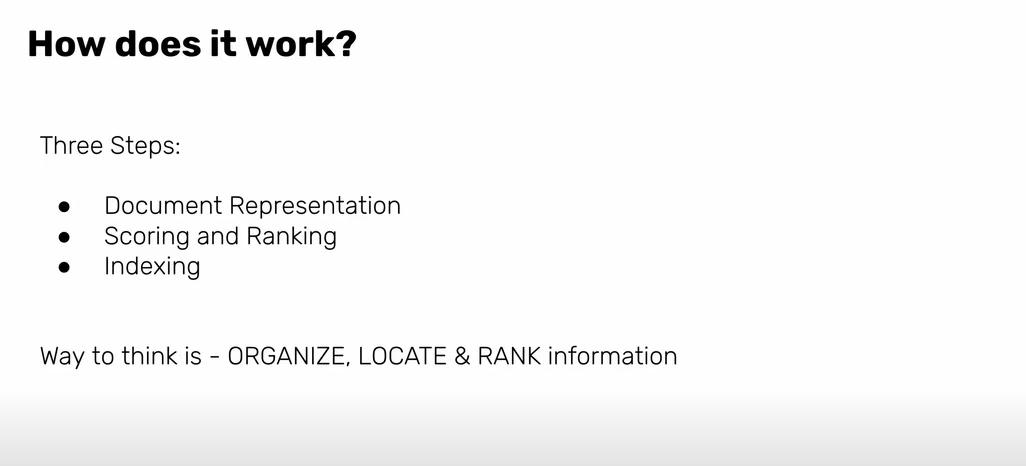 How does it work?
Three Steps:
● Document Representation
● Scoring and Ranking
● Indexing
Way to think is - ORGANIZE, LOCATE & RANK information